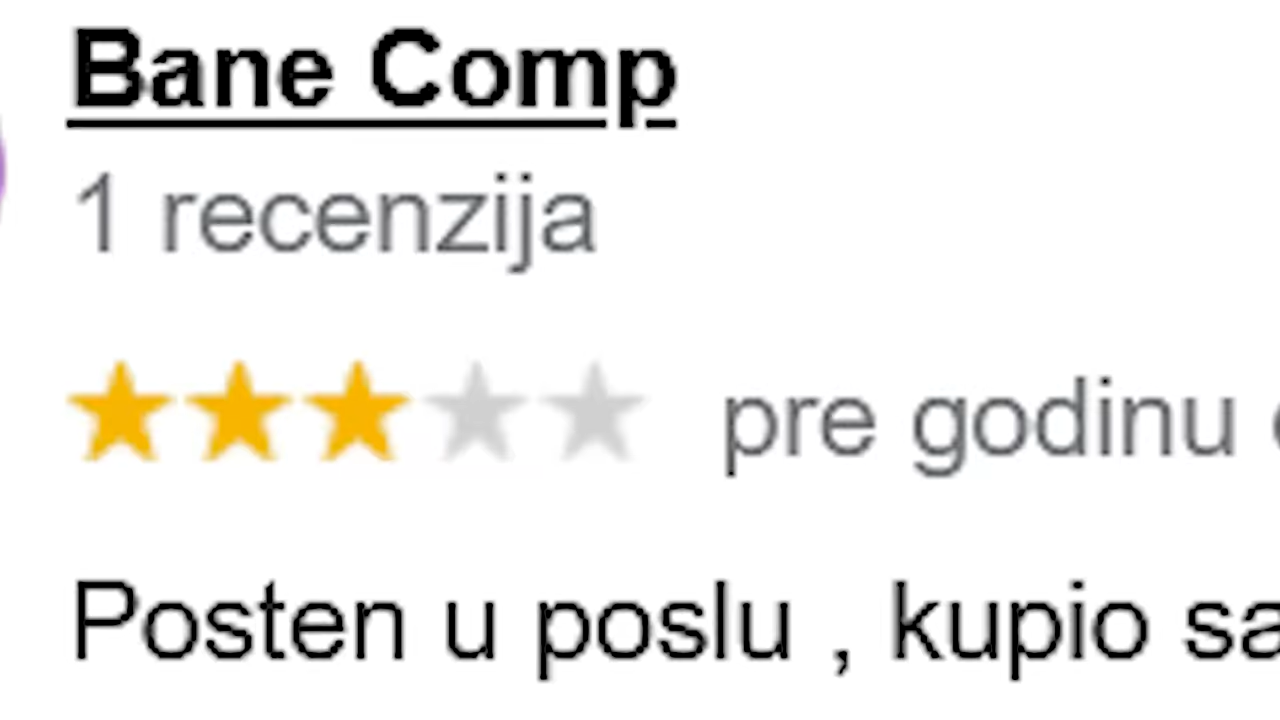 Bane Comp
1 recenzija
pre godinu
Posten u poslu , kupio